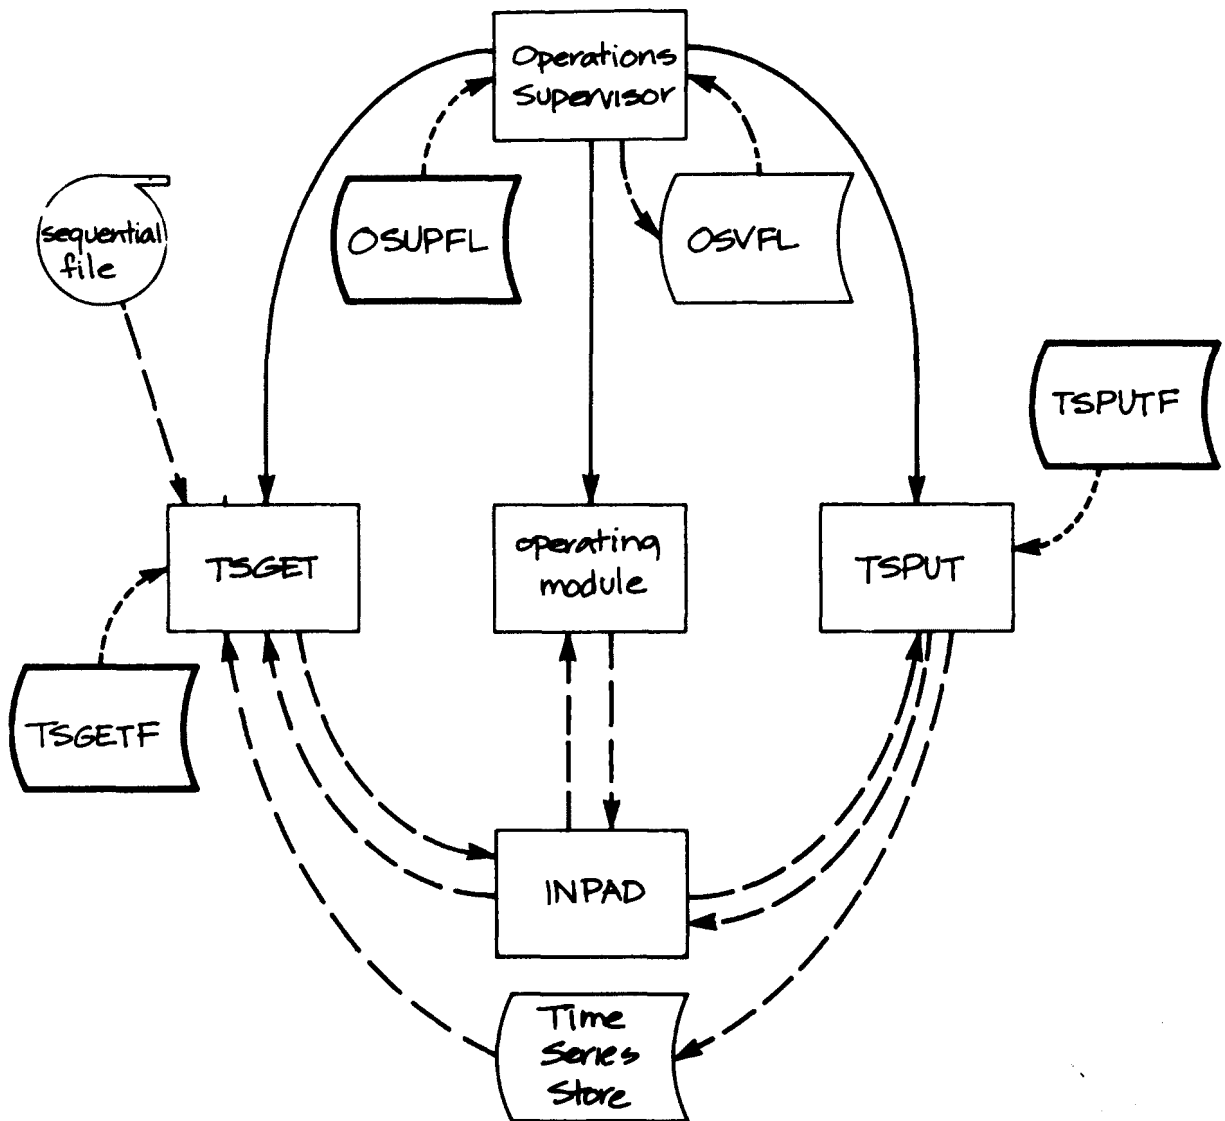 Operations
Supervisor
sequential
file
OSUPFL
OSVFL
TSPUTF
TSGET
operating
module
TSPUT
TSGETF
INPAD
Time
Series
Store